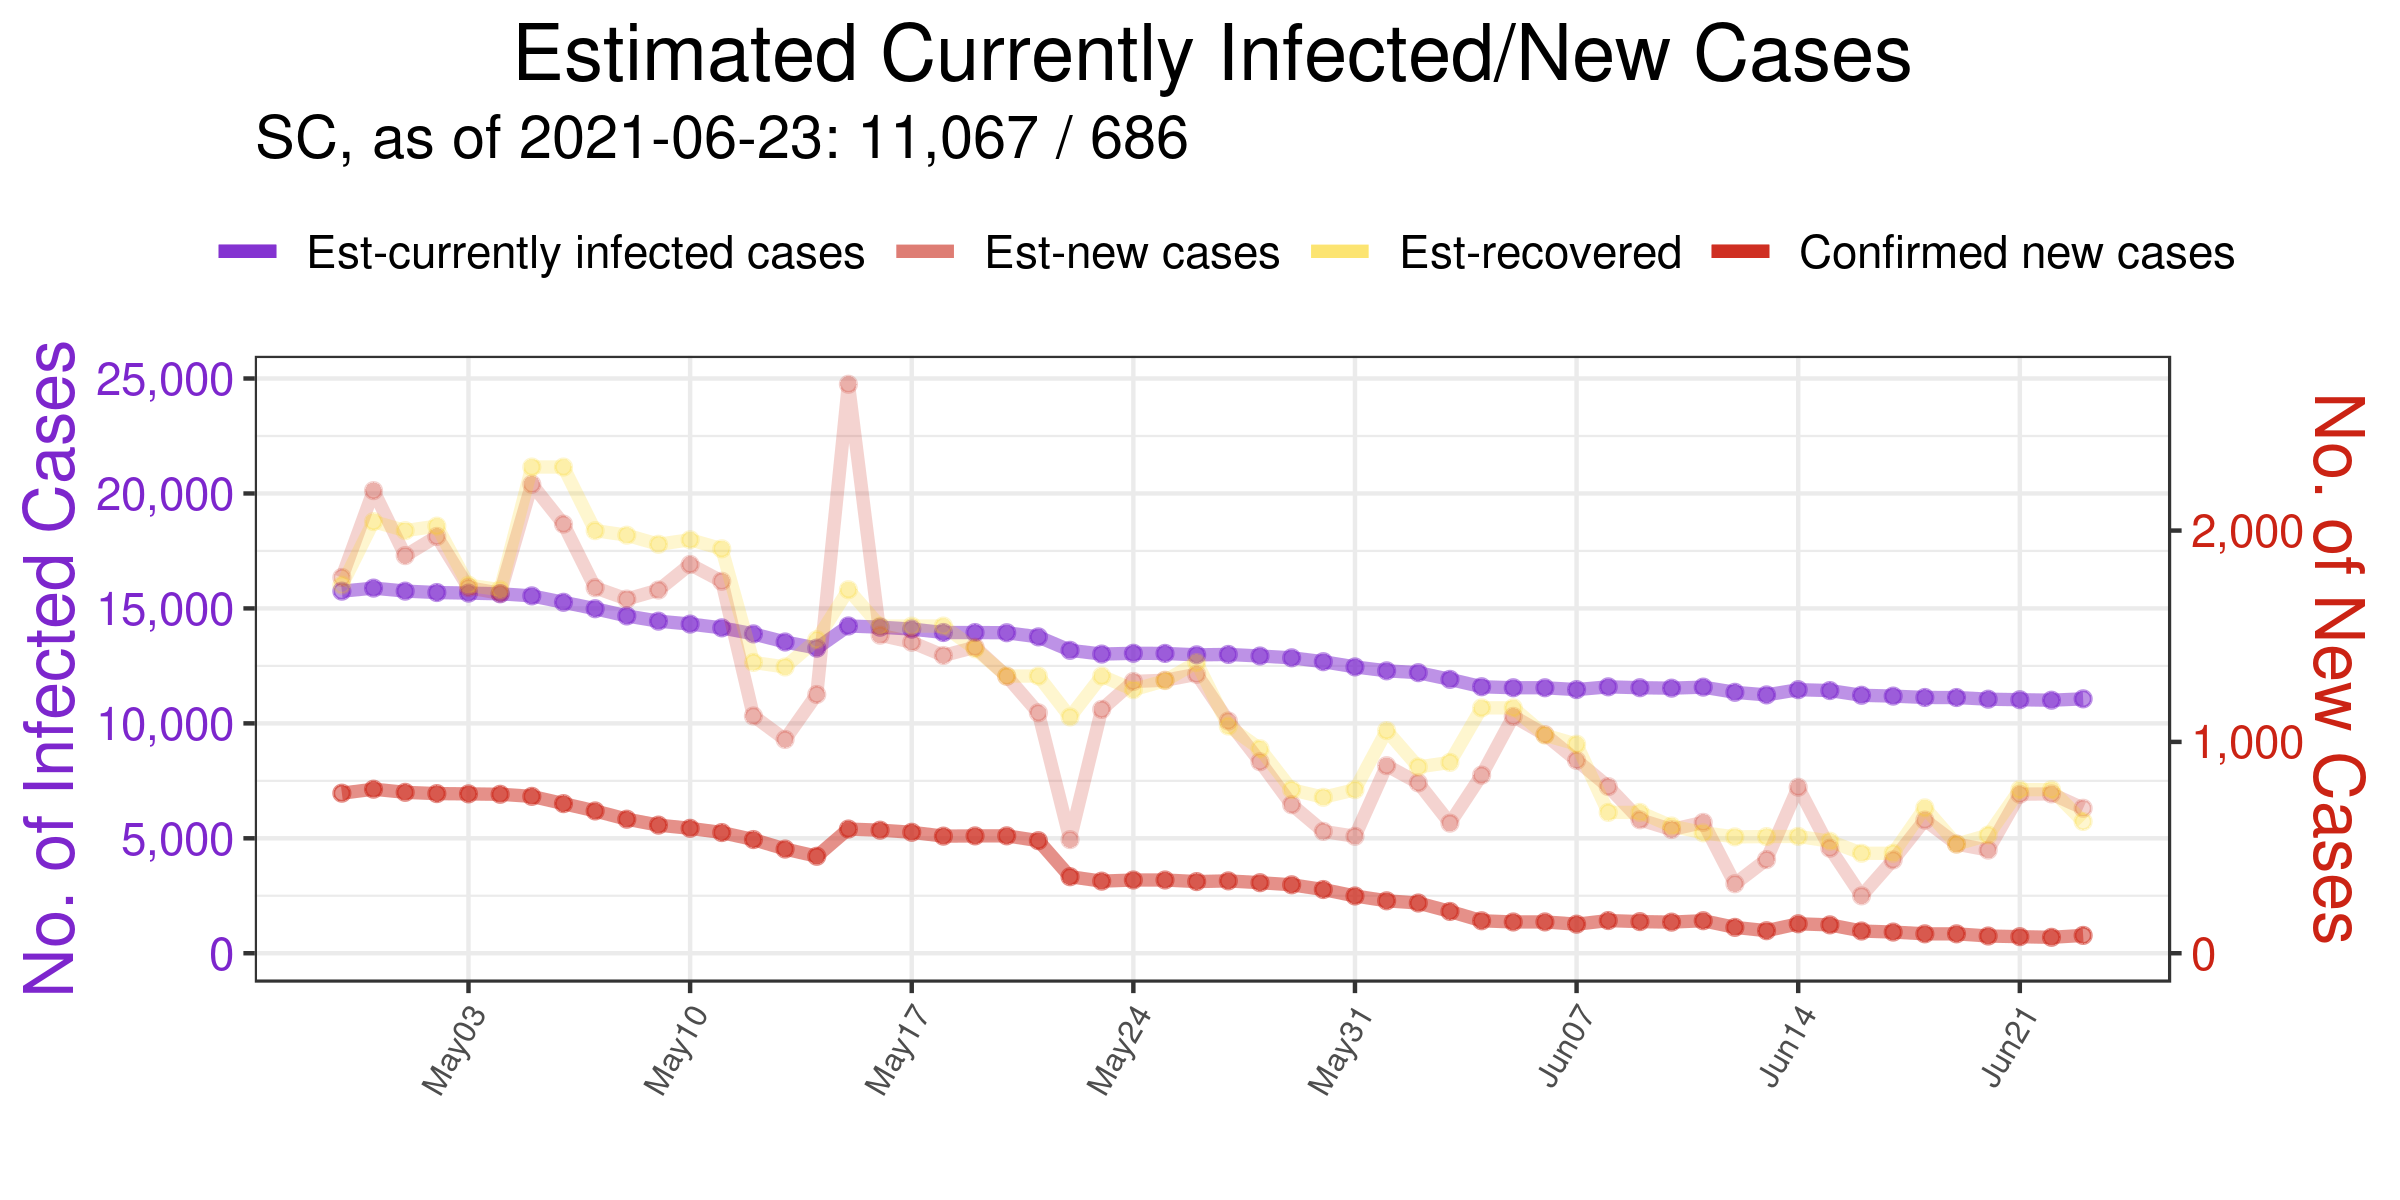 Estimated Currently Infected/New Cases
SC, as of 2021-06-23: 11,067 / 686
Est-currently infected cases Est-new cases Est-recovered Confirmed new cases
No. of Infected Cases
25,000
20,000
15,000
10,000
5,000
0
2,000
1,000
0
No. of New Cases
May03 May10 May17 May24 May31 Jun07 Jun14 Jun21